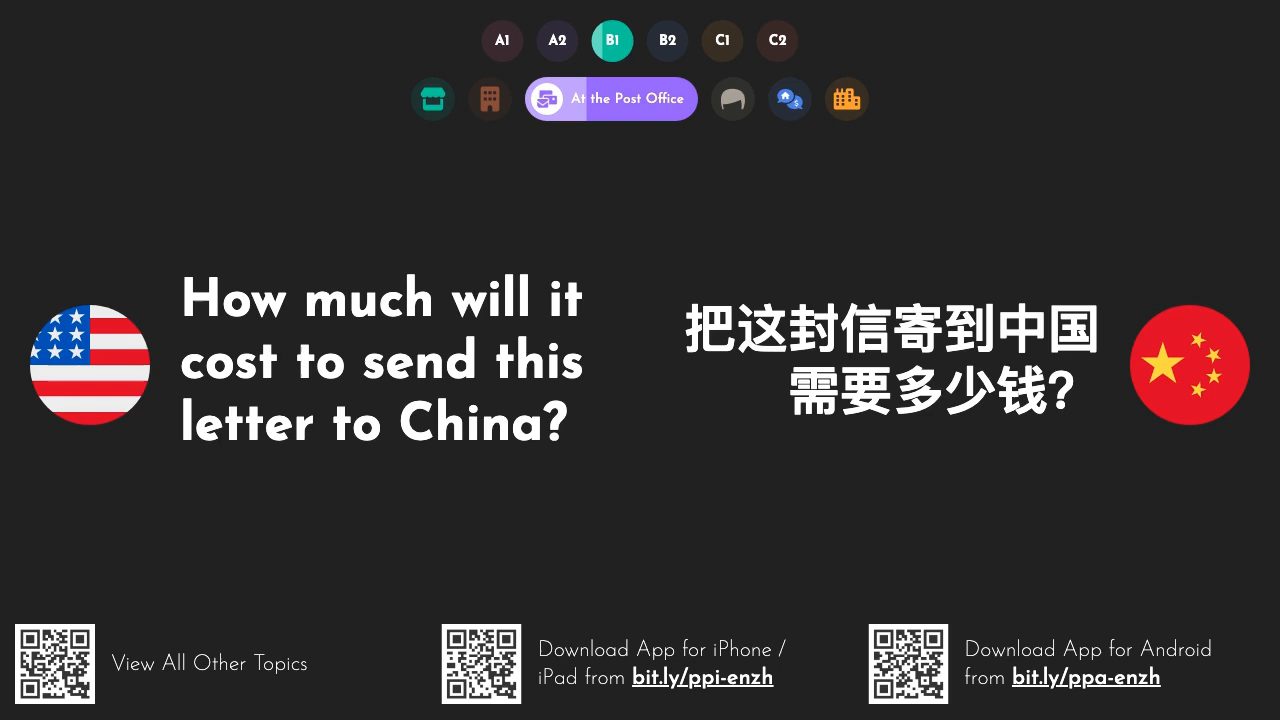 A1 A2 B1 B2 C1 C2
At the Post Office
How much will it
cost to send this
letter to China?
把这封信寄到中国
需要多少钱？
View All Other Topics
Download App for iPhone /
iPad from bit.ly/ppi-enzh
Download App for Android
from bit.ly/ppa-enzh